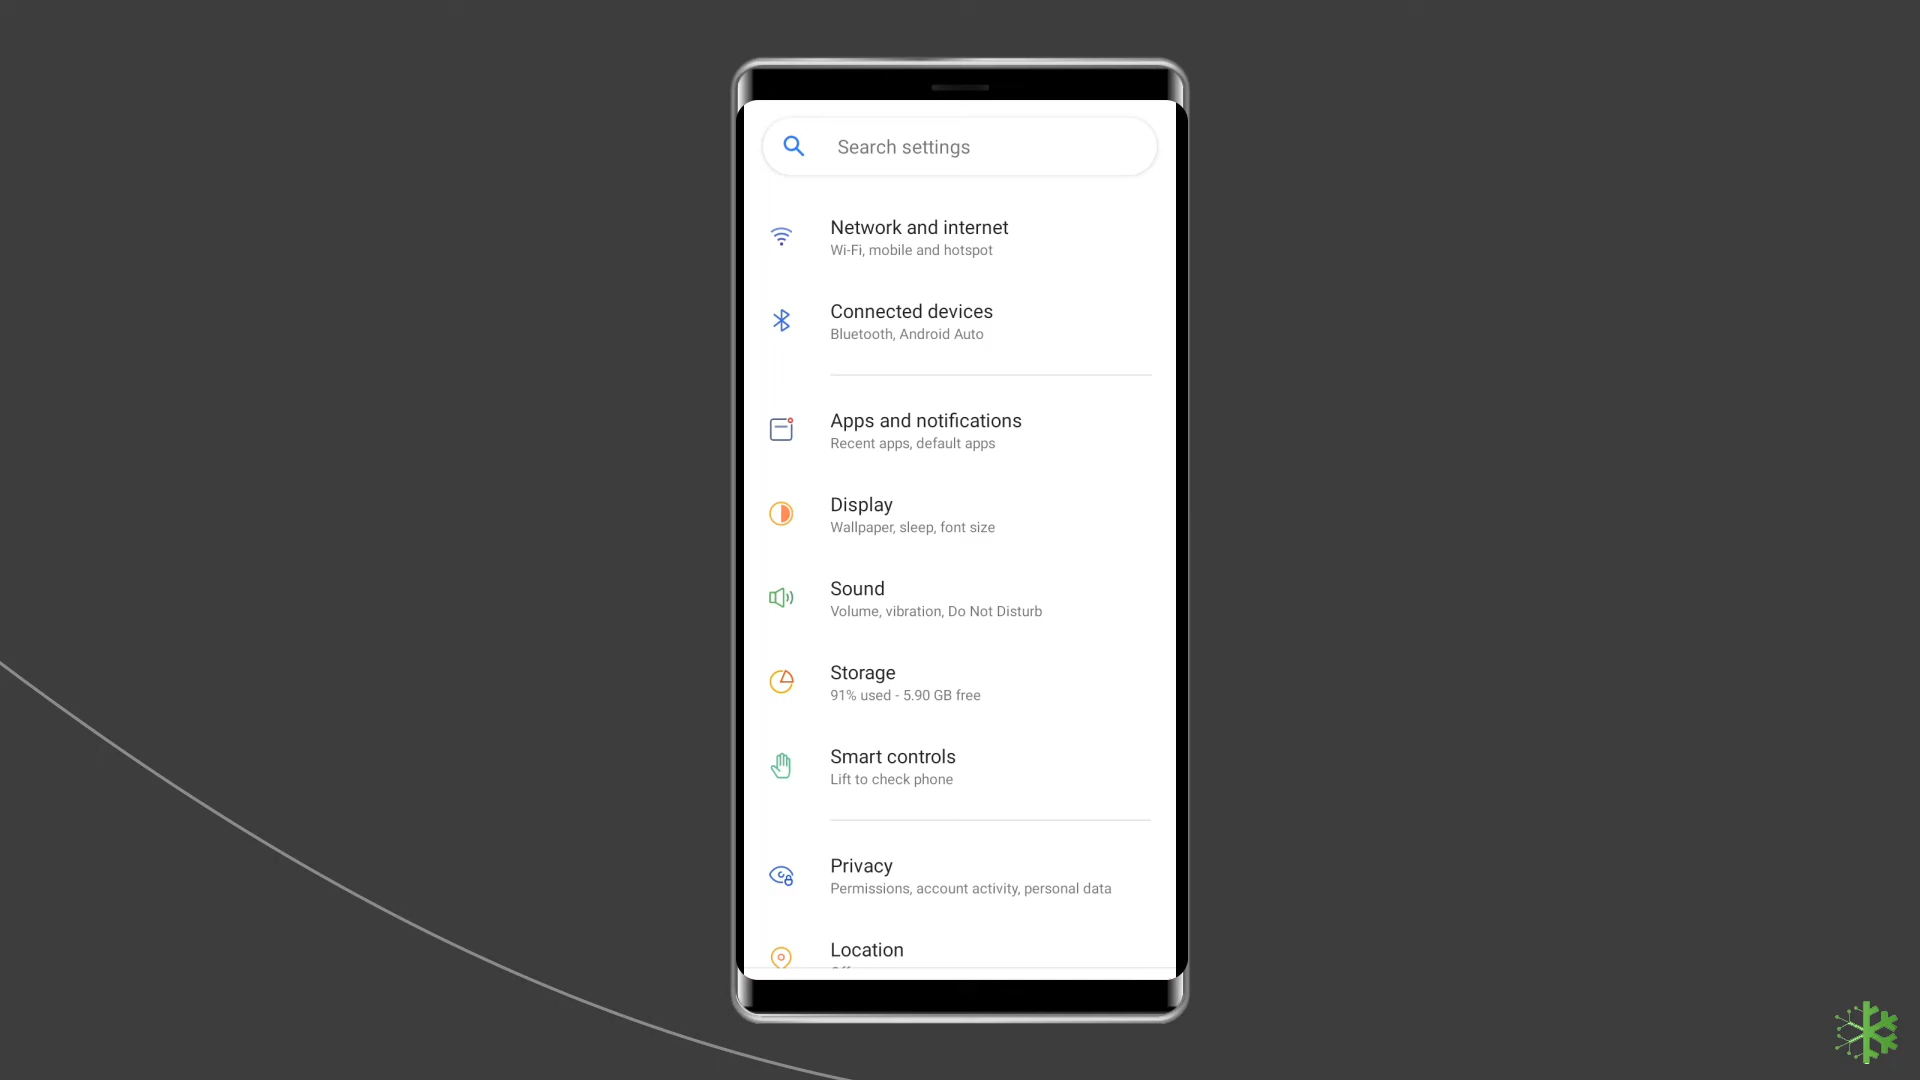 Search settings
Network and internet
Wi-Fi, mobile and hotspot
Connected devices
Bluetooth, Android Auto
Apps and notifications
Recent apps, default apps
Display
Wallpaper, sleep, font size
Sound
Volume, vibration, Do Not Disturb
Storage
91% used - 5.90 GB free
Smart controls
Lift to check phone
Privacy
Permissions, account activity, personal data
Location